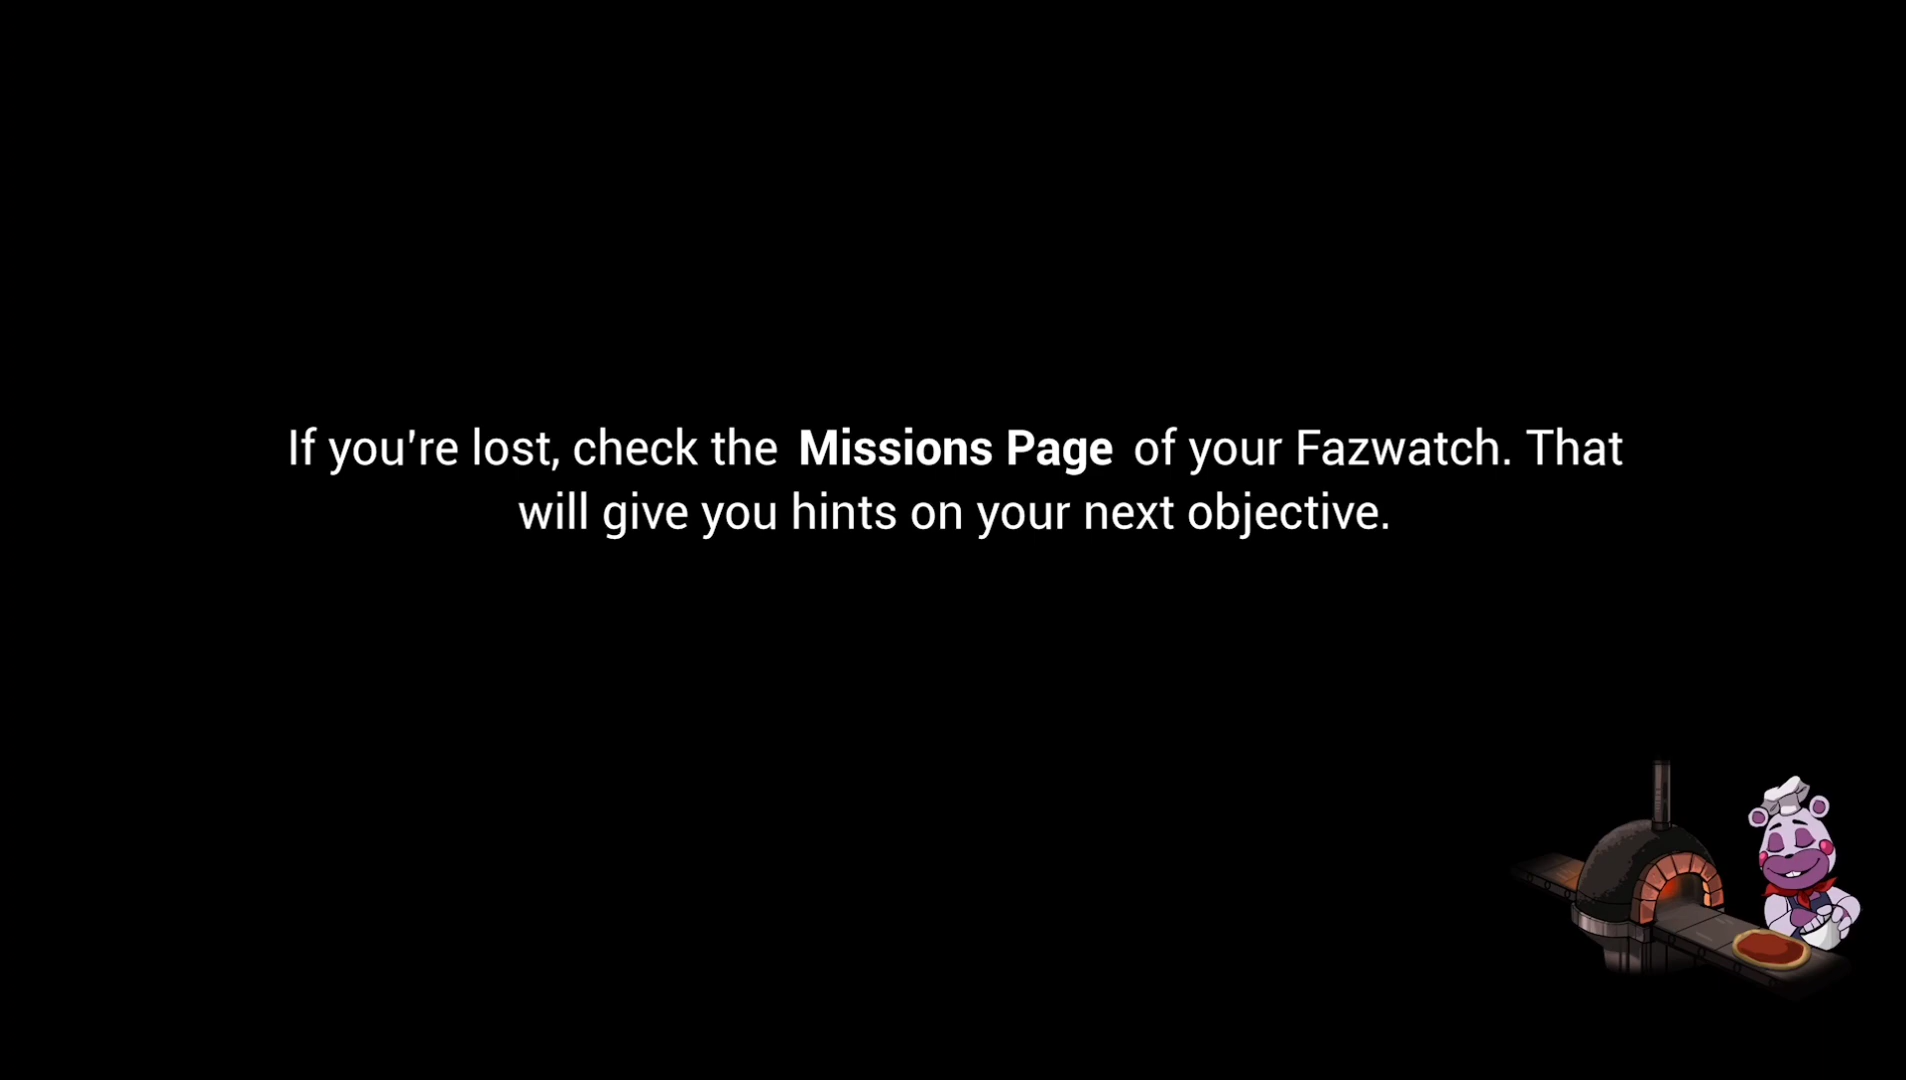 If you're lost, check the Missions Page of your Fazwatch. That
will give you hints on your next objective.